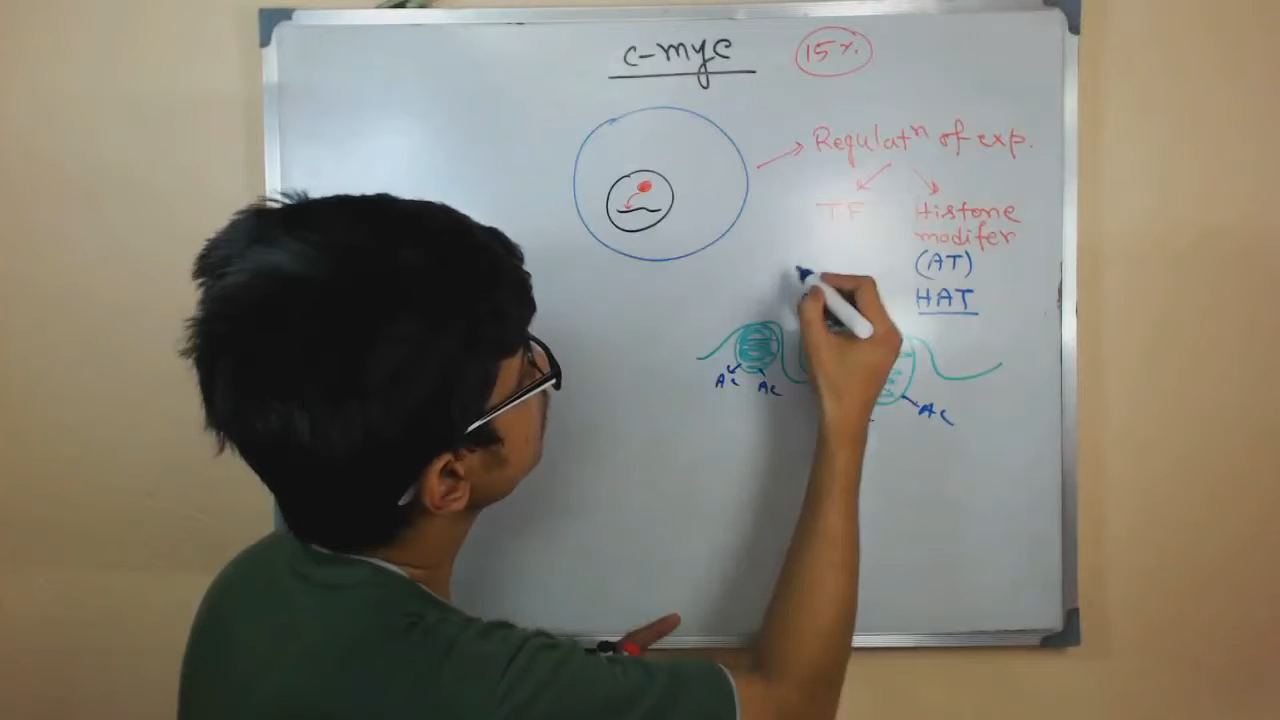 c-myc
15%
Regulatⁿ of exp.
TF
Histone
modifer
(AT)
HAT
Ac Ac
Ac